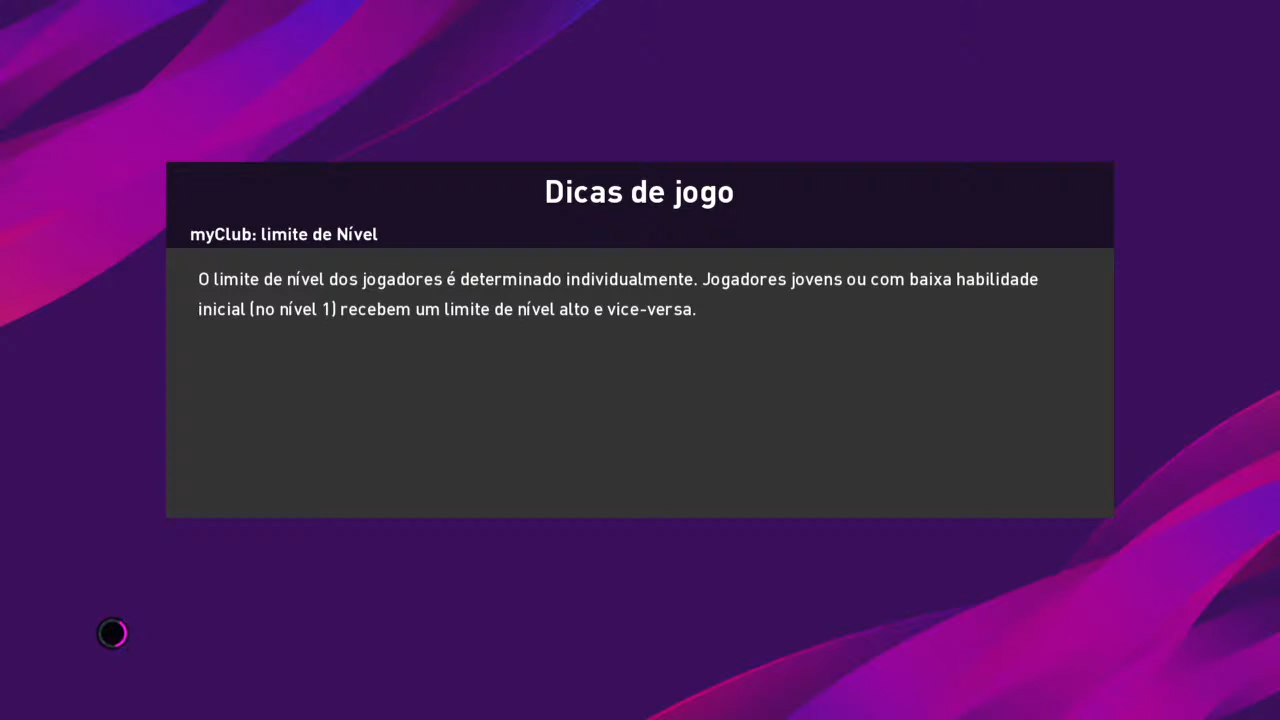 Dicas de jogo
myClub: limite de Nível
O limite de nível dos jogadores é determinado individualmente. Jogadores jovens ou com baixa habilidade
inicial (no nível 1) recebem um limite de nível alto e vice-versa.